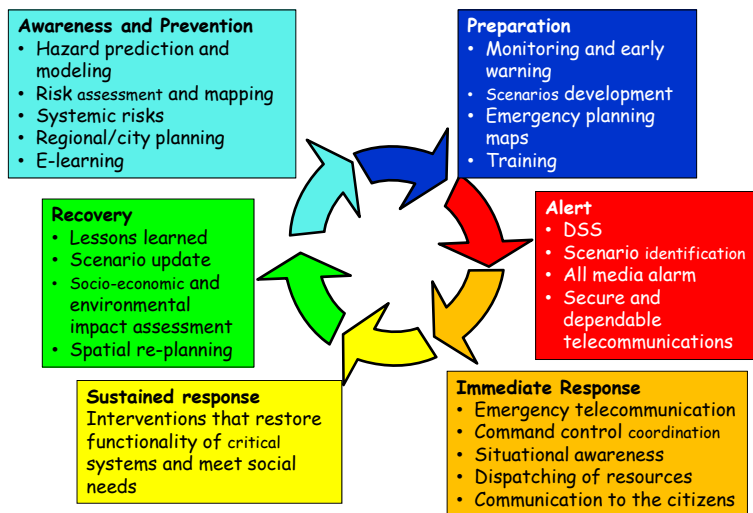 Awareness and Prevention
• Hazard prediction and
modeling
• Risk assessment and mapping
• Systemic risks
• Regional/city planning
• E-learning
Preparation
• Monitoring and early
warning
• Scenarios development
• Emergency planning
maps
• Training
Alert
• DSS
• Scenario identification
• All media alarm
• Secure and
dependable
telecommunications
Immediate Response
• Emergency telecommunication
• Command control coordination
• Situational awareness
• Dispatching of resources
• Communication to the citizens
Sustained response
Interventions that restore
functionality of critical
systems and meet social
needs
Recovery
• Lessons learned
• Scenario update
• Socio-economic and
environmental
impact assessment
• Spatial re-planning